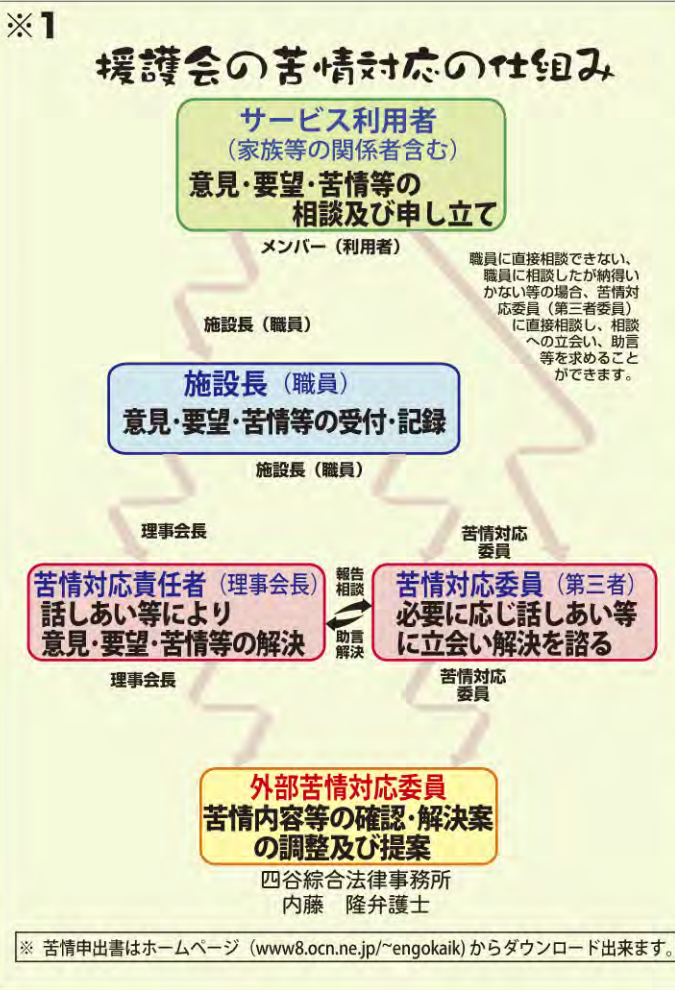 ※1
援護会の苦情対応の仕組み
サービス利用者
（家族等の関係者含む）
意見・要望・苦情等の
相談及び申し立て
メンバー（利用者）
職員に直接相談できない、
職員に相談したが納得い
かない等の場合、苦情対
応委員（第三者委員）
に直接相談し、相談
への立会い、助言
等を求めること
ができます。
施設長（職員）
施設長（職員）
意見・要望・苦情等の受付・記録
施設長（職員）
理事会長
苦情対応
委員
苦情対応責任者（理事会長）
話しあい等により
意見・要望・苦情等の解決
報告
相談
助言
解決
苦情対応委員（第三者）
必要に応じ話しあい等
に立会い解決を諮る
理事会長
苦情対応
委員
外部苦情対応委員
苦情内容等の確認・解決案
の調整及び提案
四谷綜合法律事務所
内藤　隆弁護士
※ 苦情申出書はホームページ（www8.ocn.ne.jp/~engokaik）からダウンロード出来ます。